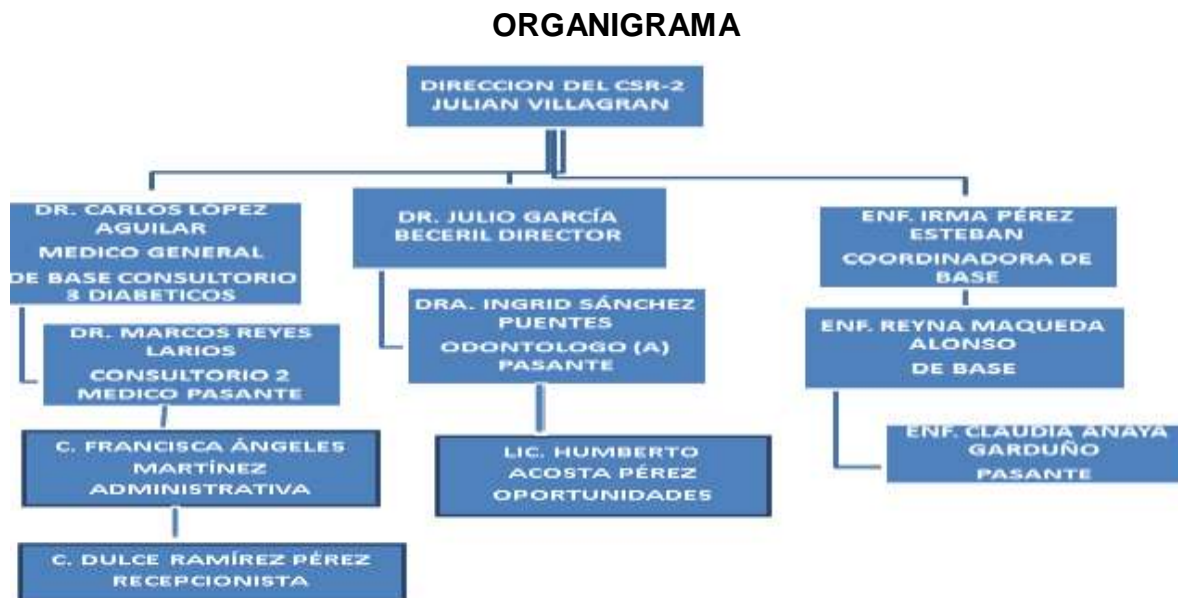 ORGANIGRAMA
DIRECCION DEL CSR-2
JULIAN VILLAGRAN
DR. CARLOS LÓPEZ
AGUILAR
MEDICO GENERAL
DE BASE CONSULTORIO
3 DIABETICOS
DR. MARCOS REYES
LARIOS
CONSULTORIO 2
MEDICO PASANTE
C. FRANCISCA ÁNGELES
MARTÍNEZ
ADMINISTRATIVA
C. DULCE RAMÍREZ PÉREZ
RECEPCIONISTA
DR. JULIO GARCÍA
BECERIL DIRECTOR
DRA. INGRID SÁNCHEZ
PUENTES
ODONTOLOGO (A)
PASANTE
LIC. HUMBERTO
ACOSTA PÉREZ
OPORTUNIDADES
ENF. IRMA PÉREZ
ESTEBAN
COORDINADORA DE
BASE
ENF. REYNA MAQUEDA
ALONSO
DE BASE
ENF. CLAUDIA ANAYA
GARDUÑO
PASANTE